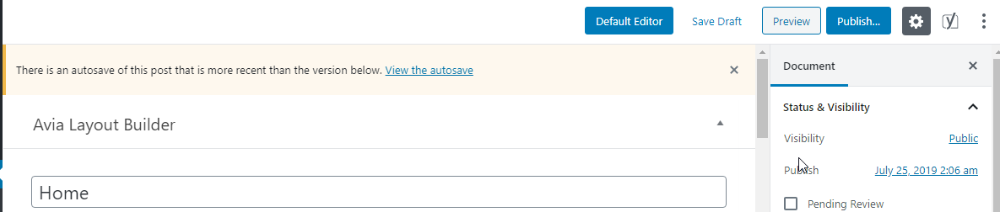 Default Editor Save Draft Preview Publish...
There is an autosave of this post that is more recent than the version below. View the autosave
Document
Status & Visibility
Avia Layout Builder
Visibility Public
Publish July 25, 2019 2:06 am
Home
Pending Review